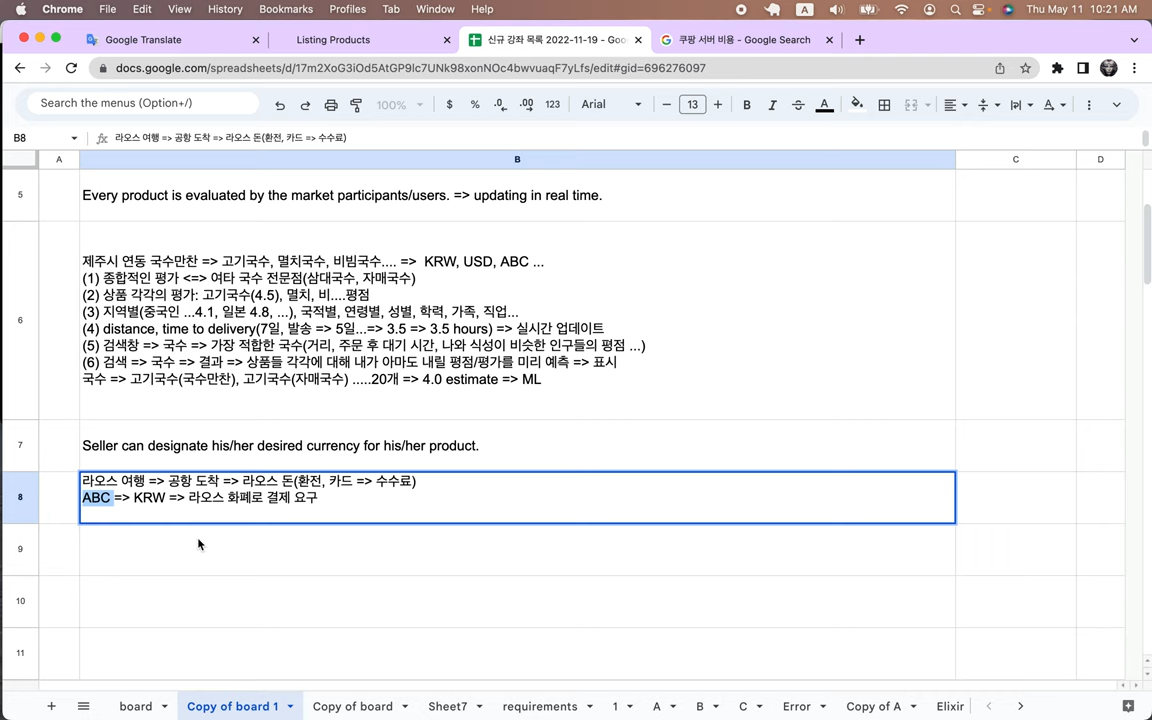 Chrome File Edit View History Bookmarks Profiles Tab Window Help A Thu May 11 10:21 AM
Google Translate Listing Products 신규 강좌 목록 2022-11-19 - Goo 쿠팡 서버 비용 - Google Search
docs.google.com/spreadsheets/d/17m2XoG3iOd5AtGP9lc7UNk98xonNOc4bwvuaqF7yLfs/edit#gid=696276097
Search the menus (Option+/) 100% $ % .0 .00 123 Arial 13 B I S A
B8 fx 라오스 여행 => 공항 도착 => 라오스 돈(환전, 카드 => 수수료)
A B C D
5 Every product is evaluated by the market participants/users. => updating in real time.
제주시 연동 국수만찬 => 고기국수, 멸치국수, 비빔국수.... => KRW, USD, ABC ...
(1) 종합적인 평가 <=> 여타 국수 전문점(삼대국수, 자매국수)
(2) 상품 각각의 평가: 고기국수(4.5), 멸치, 비....평점
(3) 지역별(중국인 ...4.1, 일본 4.8, ...), 국적별, 연령별, 성별, 학력, 가족, 직업...
6 (4) distance, time to delivery(7일, 발송 => 5일...=> 3.5 => 3.5 hours) => 실시간 업데이트
(5) 검색창 => 국수 => 가장 적합한 국수(거리, 주문 후 대기 시간, 나와 식성이 비슷한 인구들의 평점 ...)
(6) 검색 => 국수 => 결과 => 상품들 각각에 대해 내가 아마도 내릴 평점/평가를 미리 예측 => 표시
국수 => 고기국수(국수만찬), 고기국수(자매국수) .....20개 => 4.0 estimate => ML
7 Seller can designate his/her desired currency for his/her product.
라오스 여행 => 공항 도착 => 라오스 돈(환전, 카드 => 수수료)
8 ABC => KRW => 라오스 화폐로 결제 요구
9
10
11
board Copy of board 1 Copy of board Sheet7 requirements 1 A B C Error Copy of A Elixir